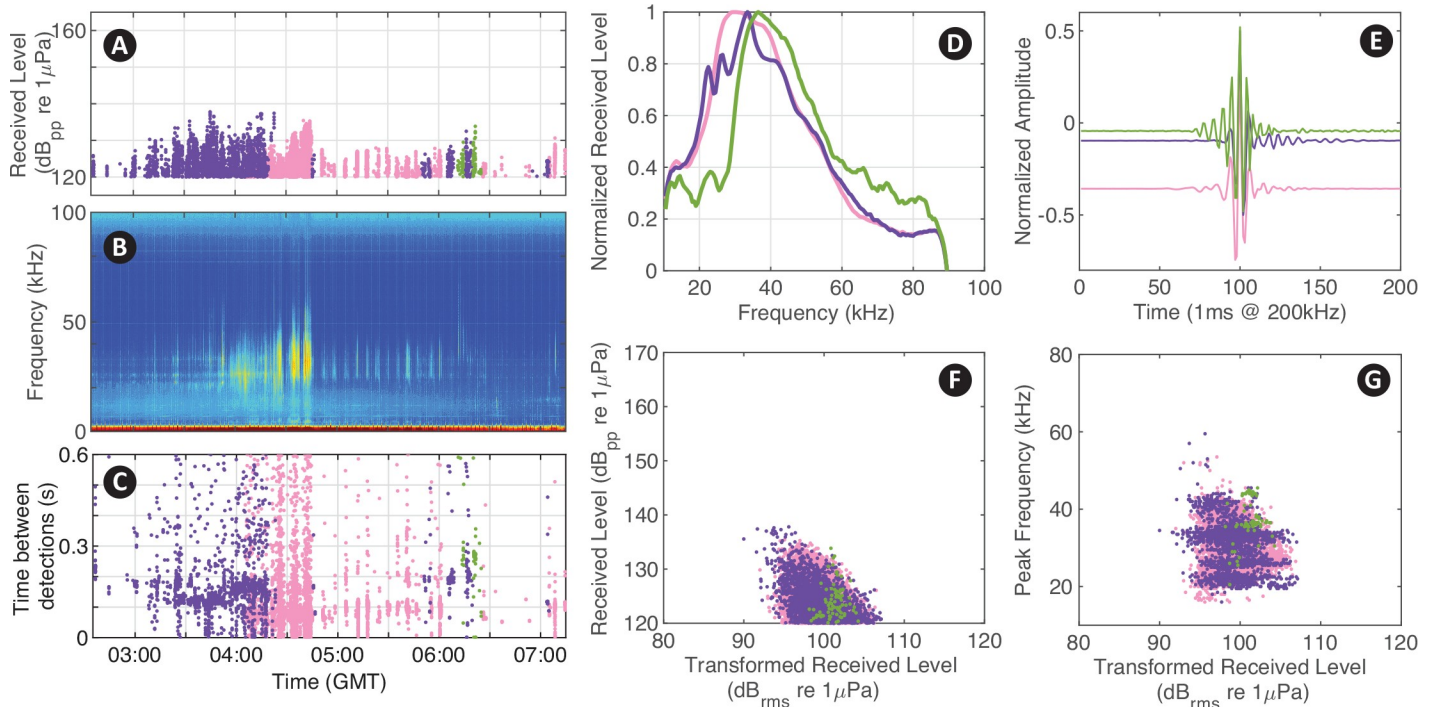 A
Received Level
(dBpp re 1μPa)
160
120
B
Frequency (kHz)
100
50
0
C
Time between
detections (s)
0.6
0.3
0
03:00 04:00 05:00 06:00 07:00
Time (GMT)
D
Normalized Received Level
1
0.8
0.6
0.4
0.2
0
20 40 60 80 100
Frequency (kHz)
E
Normalized Amplitude
0.5
0
-0.5
0 50 100 150 200
Time (1ms @ 200kHz)
F
Received Level (dBpp re 1μPa)
170
160
150
140
130
120
80 90 100 110 120
Transformed Received Level
(dBrms re 1μPa)
G
Peak Frequency (kHz)
80
60
40
20
80 90 100 110 120
Transformed Received Level
(dBrms re 1μPa)